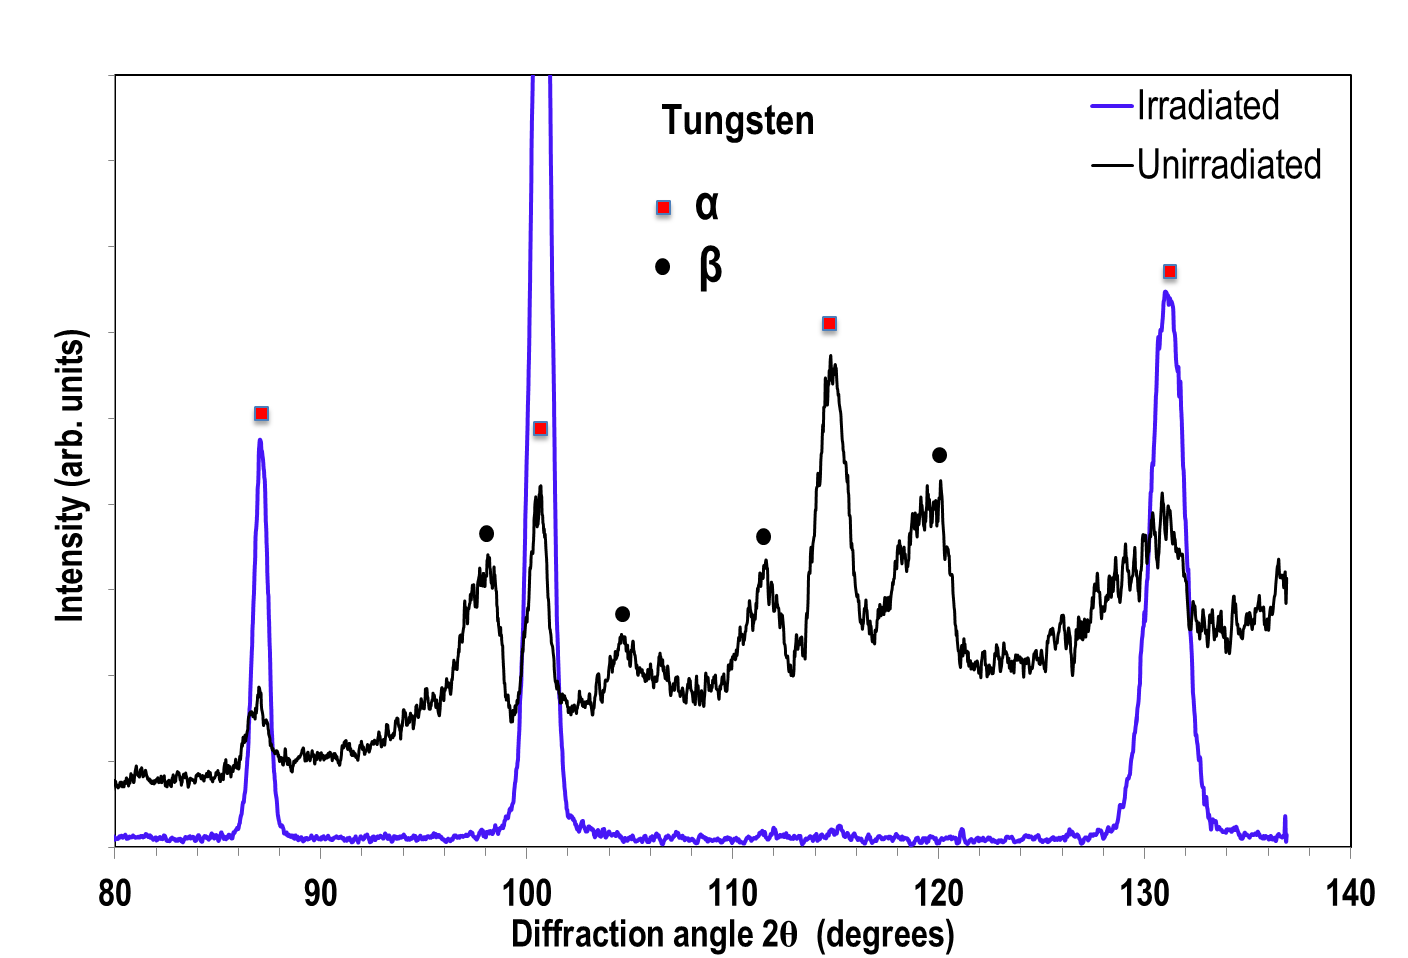 Tungsten
α
β
Irradiated
Unirradiated
Intensity (arb. units)
80 90 100 110 120 130 140
Diffraction angle 2θ (degrees)